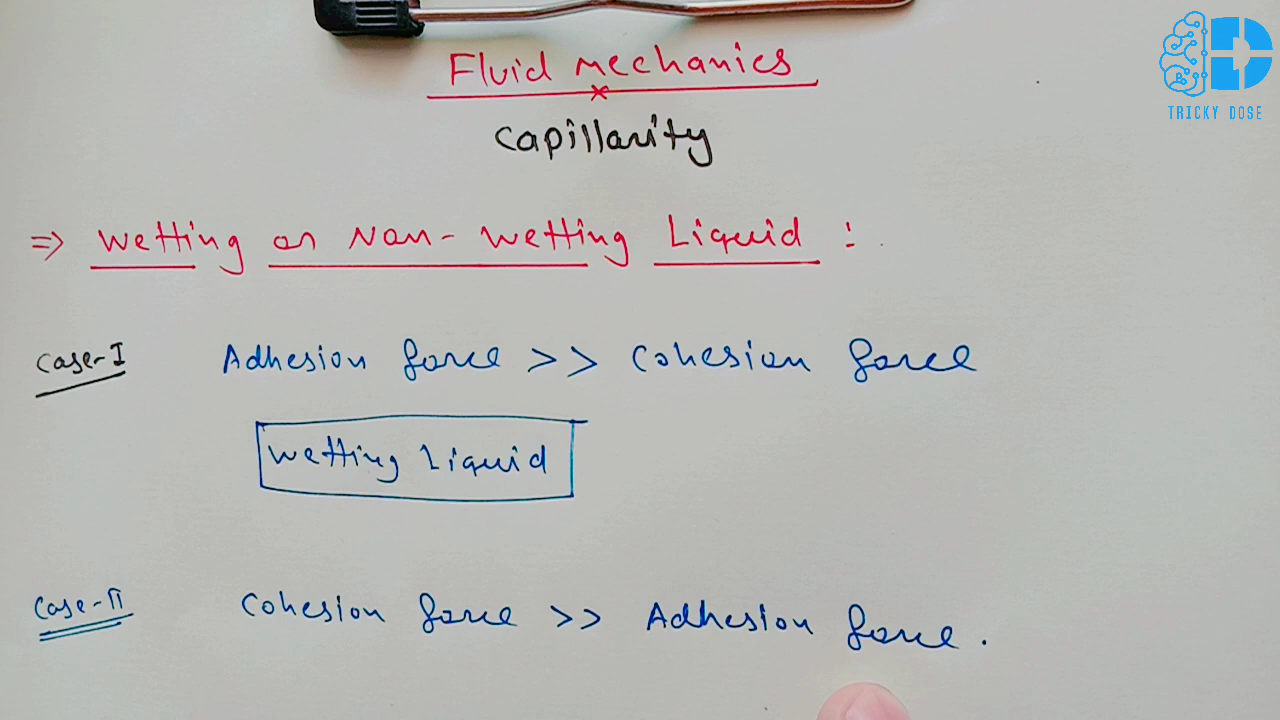 Fluid mechanics
Capillarity
TRICKY DOSE
⇒ Wetting or Non-Wetting Liquid :
Case-I Adhesion force >> Cohesion force
Wetting Liquid
Case-II Cohesion force >> Adhesion force.